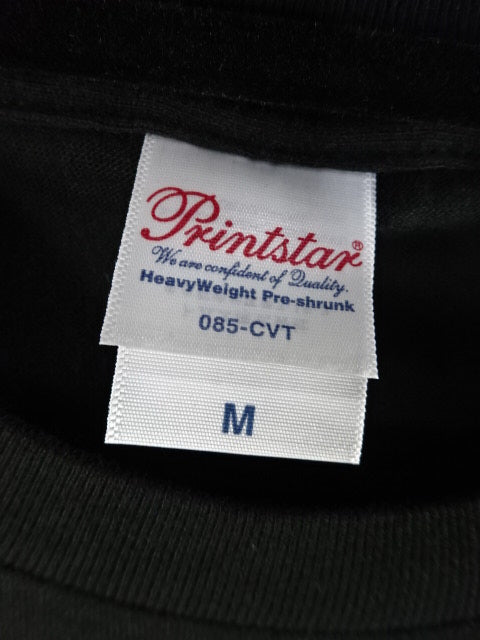 Printstar®
We are confident of Quality.
HeavyWeight Pre-shrunk
085-CVT
M